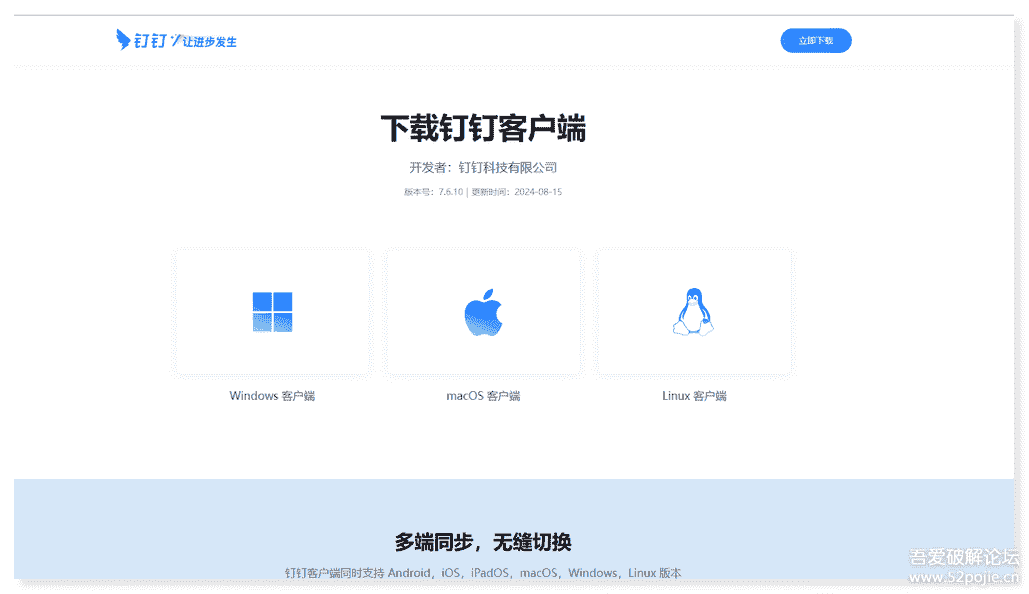 钉钉 让进步发生
立即下载
下载钉钉客户端
开发者：钉钉科技有限公司
版本号：7.6.10 | 更新时间：2024-08-15
Windows 客户端
macOS 客户端
Linux 客户端
多端同步，无缝切换
钉钉客户端同时支持 Android，iOS，iPadOS，macOS，Windows，Linux 版本
吾爱破解论坛
www.52pojie.cn